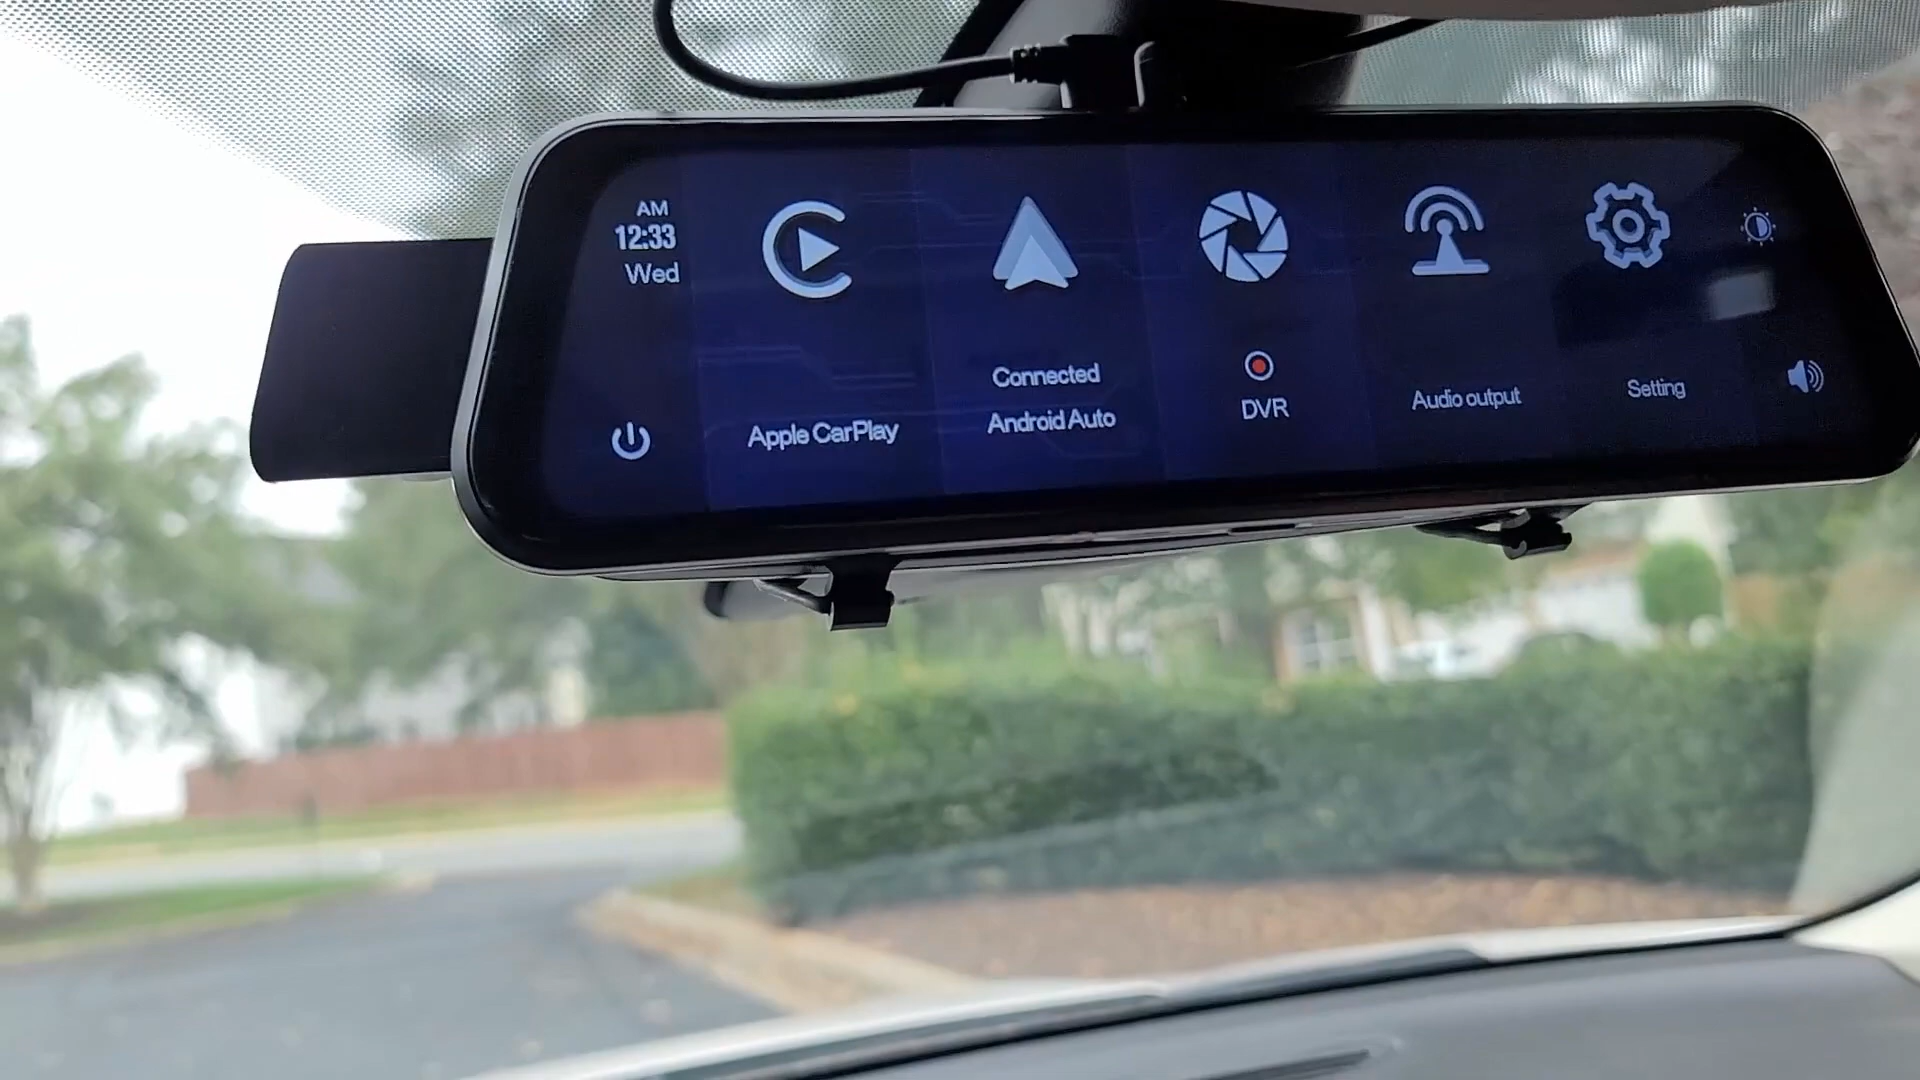 AM
12:33
Wed
Apple CarPlay
Connected
Android Auto
DVR
Audio output
Setting